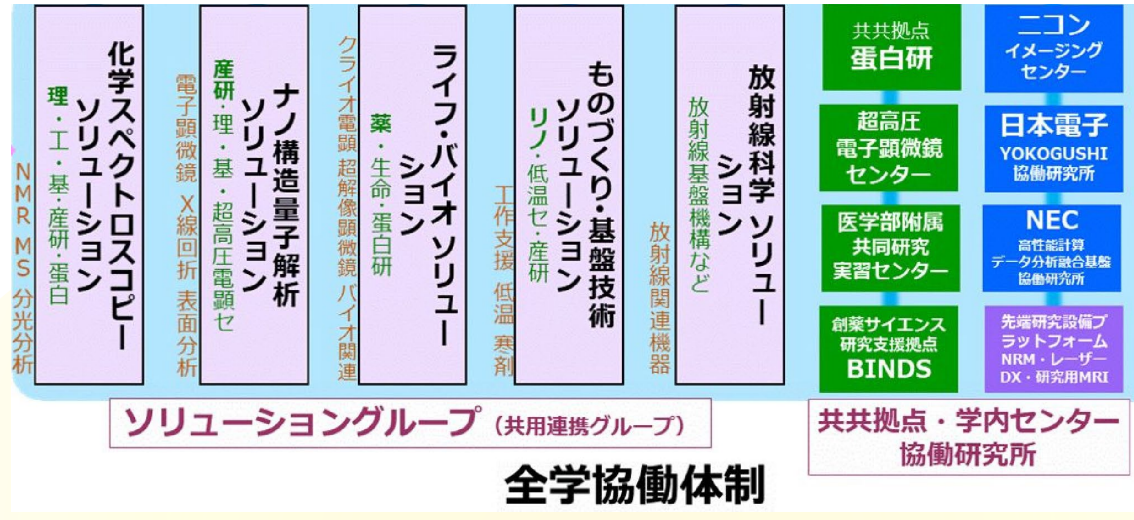 化学スペクトロスコピー
ソリューション
理・工・基・産研・蛋白
NMR MS 分光分析
ナノ構造量子解析
ソリューション
産研・理・基・超高圧電顕セ
電子顕微鏡 X線回折 表面分析
ライフ・バイオ ソリュー
ション
薬・生命・蛋白研
クライオ電顕 超解像顕微鏡 バイオ関連
ものづくり・基盤技術
ソリューション
リノ・低温セ・産研
工作支援 低温 寒剤
放射線科学 ソリュー
ション
放射線基盤機構など
放射線関連機器
共共拠点
蛋白研
超高圧
電子顕微鏡
センター
医学部附属
共同研究
実習センター
創薬サイエンス
研究支援拠点
BINDS
ニコン
イメージング
センター
日本電子
YOKOGUSHI
協働研究所
NEC
高性能計算
データ分析融合基盤
協働研究所
先端研究設備プ
ラットフォーム
NRM・レーザー
DX・研究用MRI
ソリューショングループ（共用連携グループ）
共共拠点・学内センター
協働研究所
全学協働体制